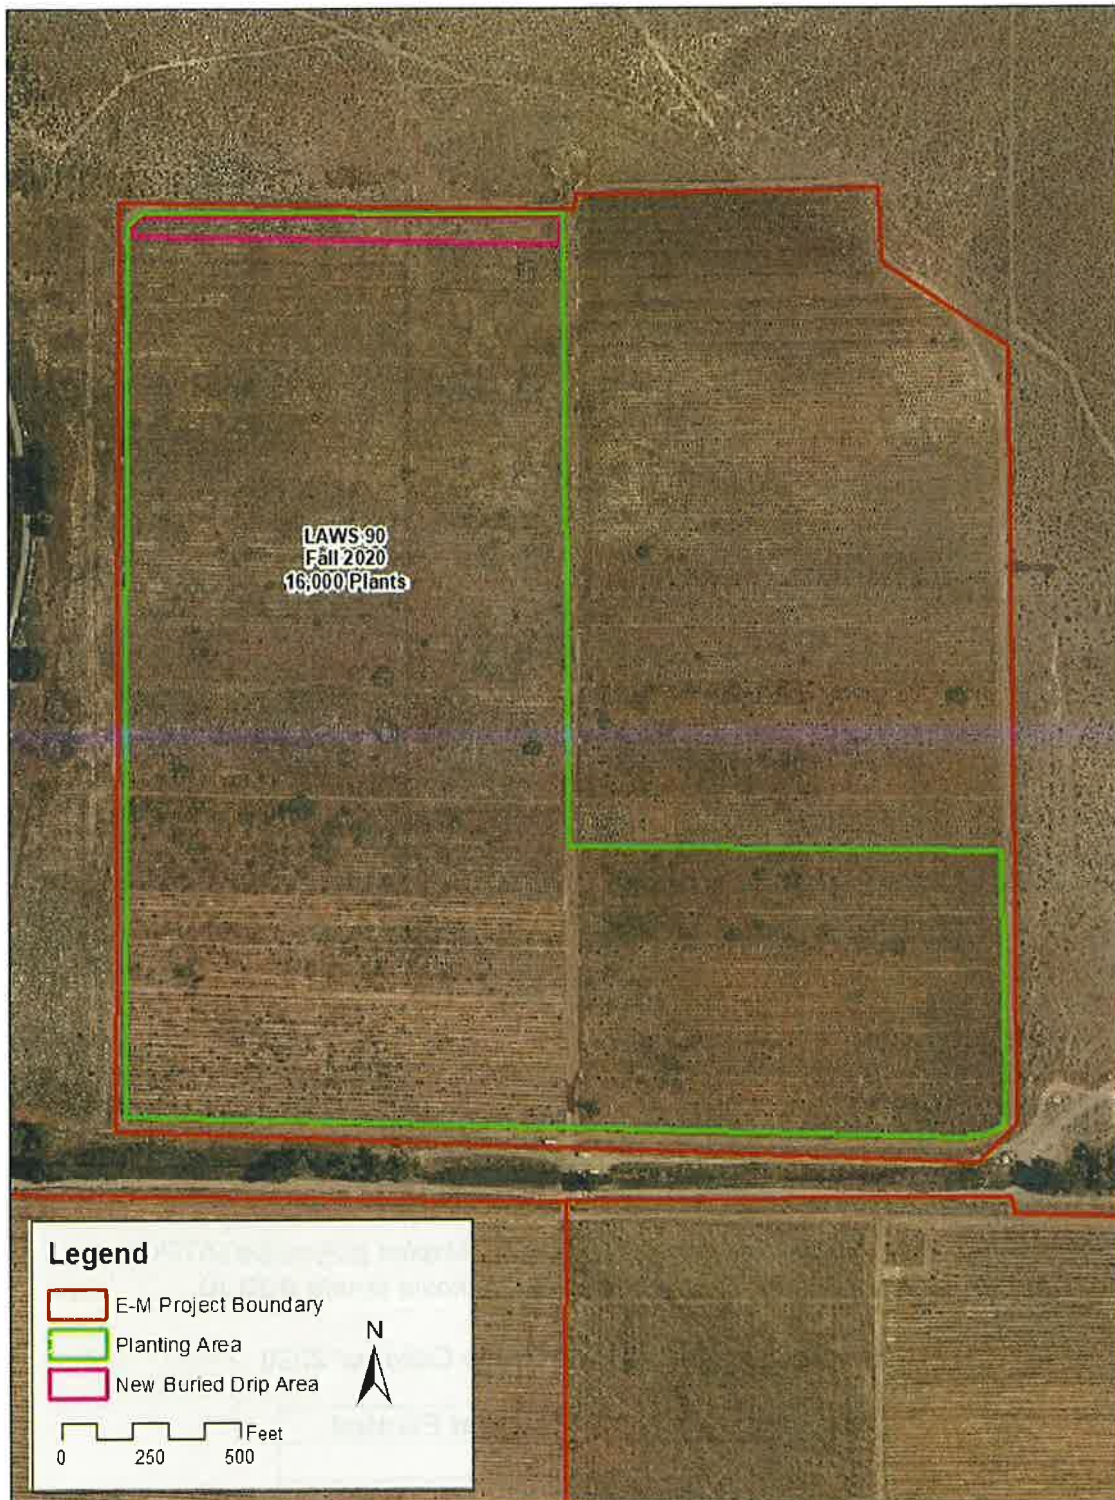 LAWS 90
Fall 2020
16,000 Plants
Legend
E-M Project Boundary
Planting Area
New Buried Drip Area
N
Feet
0 250 500